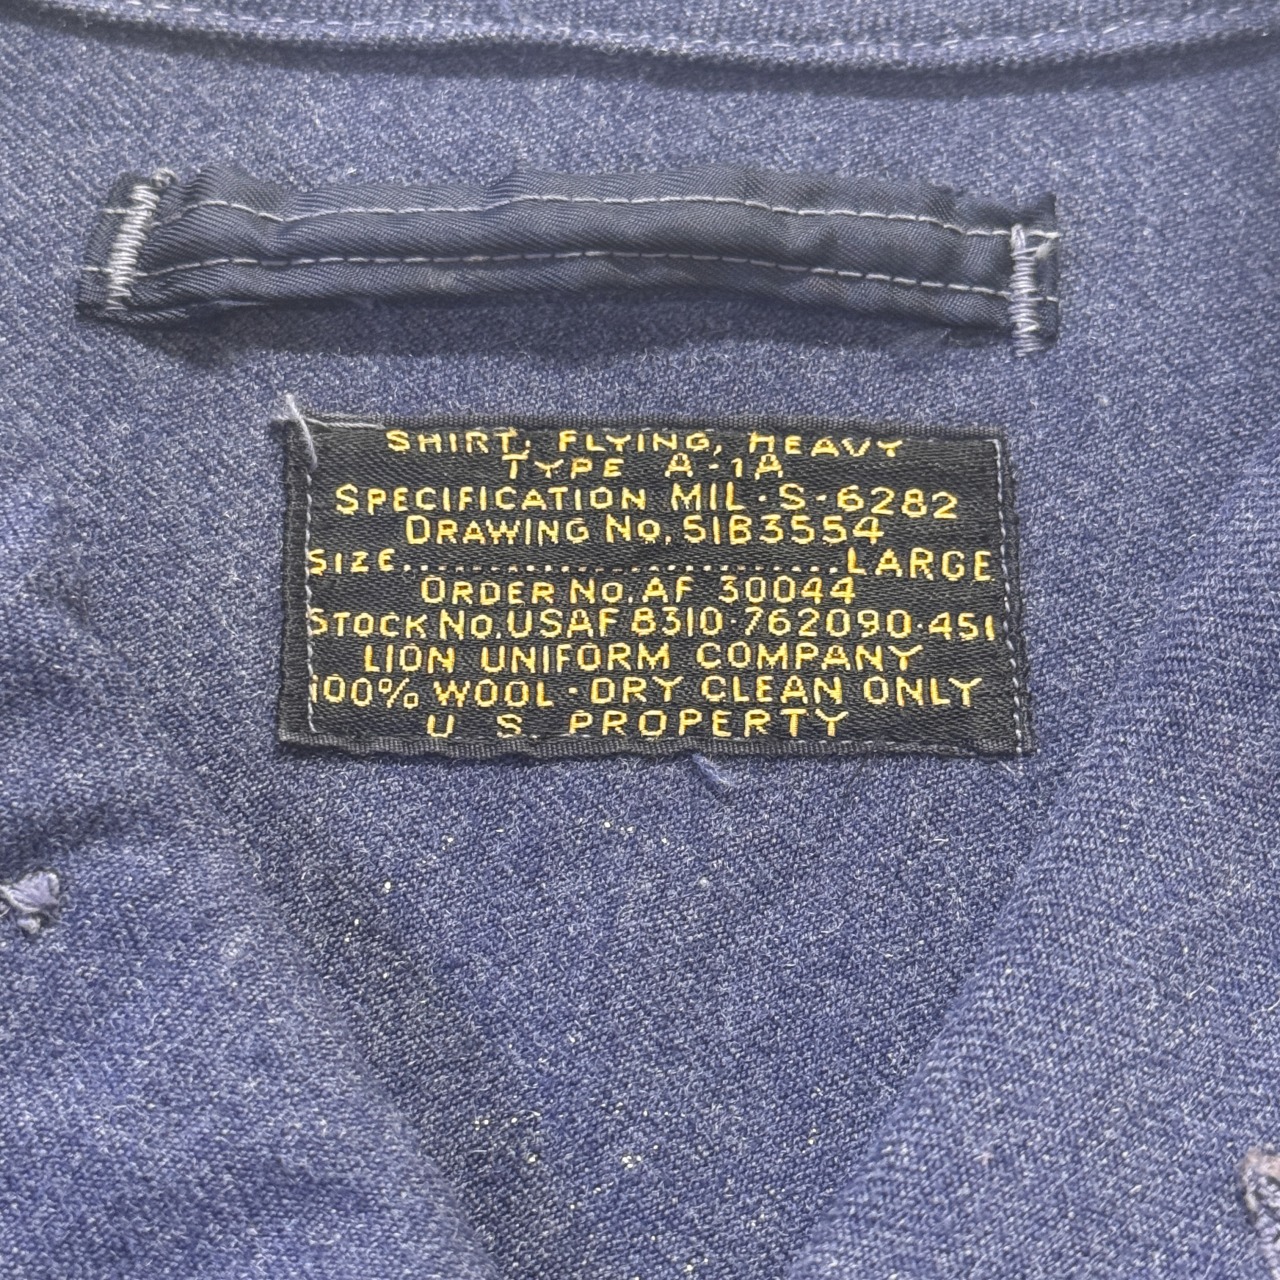 SHIRT, FLYING, HEAVY
TYPE A-1A
SPECIFICATION MIL-S-6282
DRAWING NO. 51B3554
SIZE..............................LARGE
ORDER NO. AF 30044
STOCK NO. USAF 8310-762090-451
LION UNIFORM COMPANY
100% WOOL-DRY CLEAN ONLY
U S PROPERTY